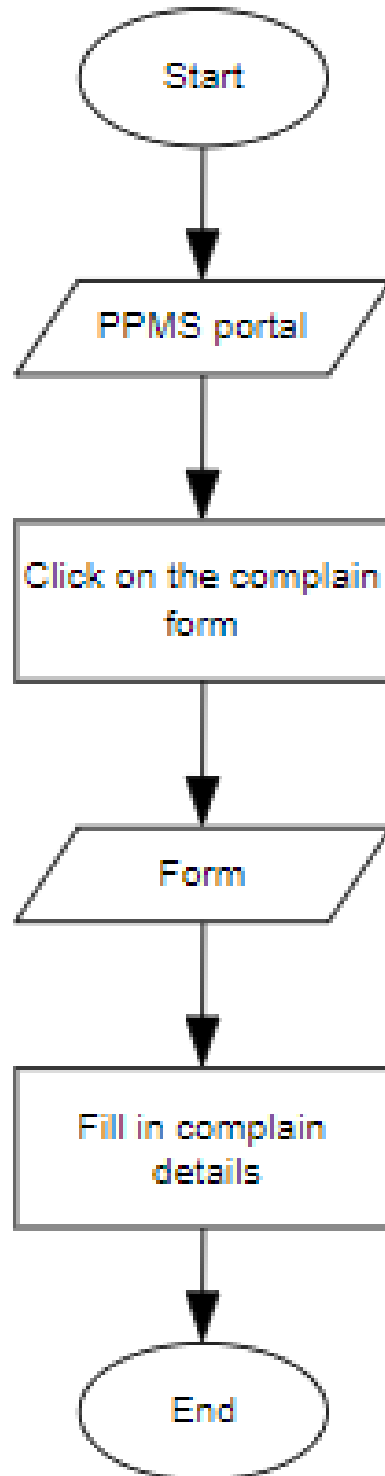 Start
PPMS portal
Click on the complain
form
Form
Fill in complain
details
End